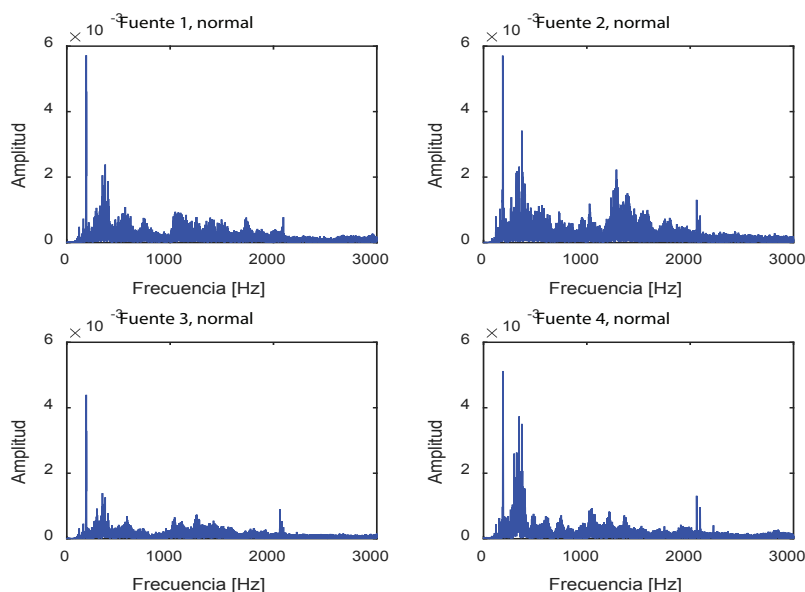 × 10 -3 Fuente 1, normal
6
4
2
0
Amplitud
0 1000 2000 3000
Frecuencia [Hz]
× 10 -3 Fuente 2, normal
6
4
2
0
Amplitud
0 1000 2000 3000
Frecuencia [Hz]
× 10 -3 Fuente 3, normal
6
4
2
0
Amplitud
0 1000 2000 3000
Frecuencia [Hz]
× 10 -3 Fuente 4, normal
6
4
2
0
Amplitud
0 1000 2000 3000
Frecuencia [Hz]